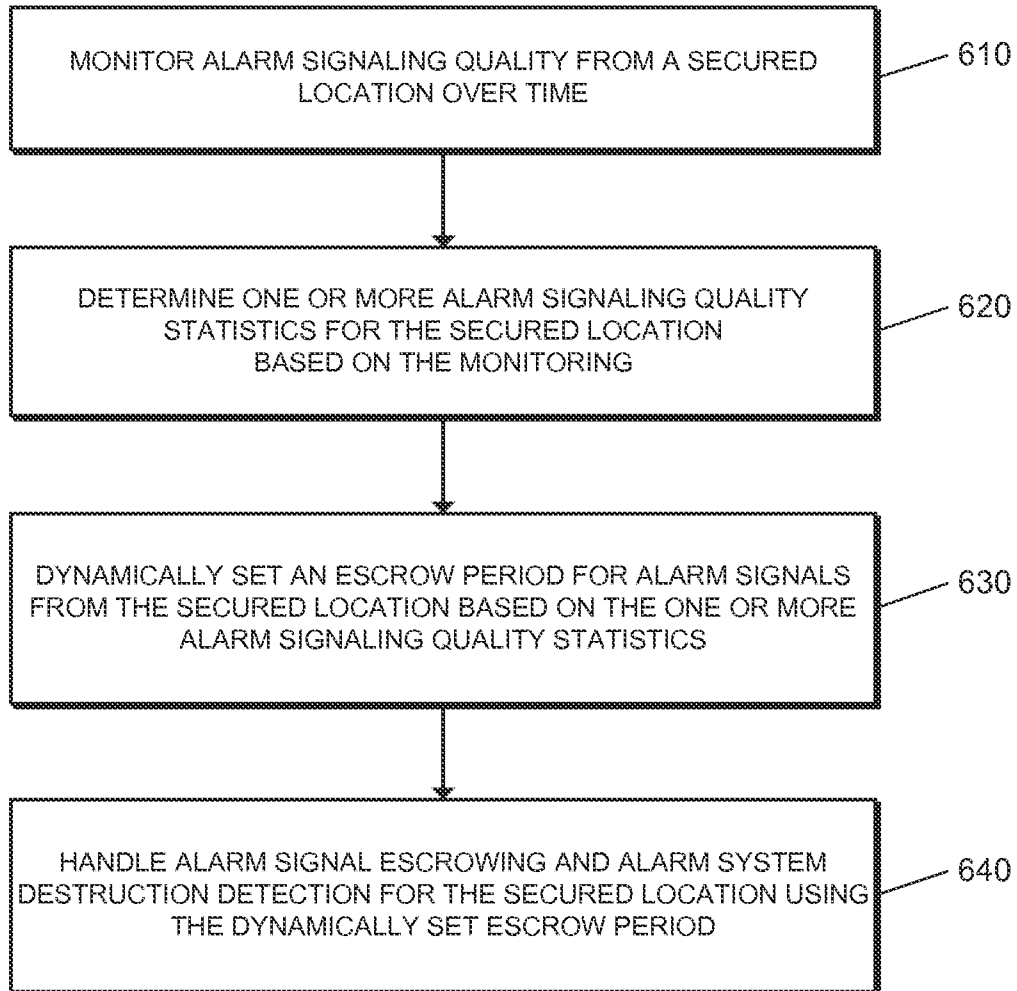 MONITOR ALARM SIGNALING QUALITY FROM A SECURED
LOCATION OVER TIME
610
DETERMINE ONE OR MORE ALARM SIGNALING QUALITY
STATISTICS FOR THE SECURED LOCATION
BASED ON THE MONITORING
620
DYNAMICALLY SET AN ESCROW PERIOD FOR ALARM SIGNALS
FROM THE SECURED LOCATION BASED ON THE ONE OR MORE
ALARM SIGNALING QUALITY STATISTICS
630
HANDLE ALARM SIGNAL ESCROWING AND ALARM SYSTEM
DESTRUCTION DETECTION FOR THE SECURED LOCATION USING
THE DYNAMICALLY SET ESCROW PERIOD
640